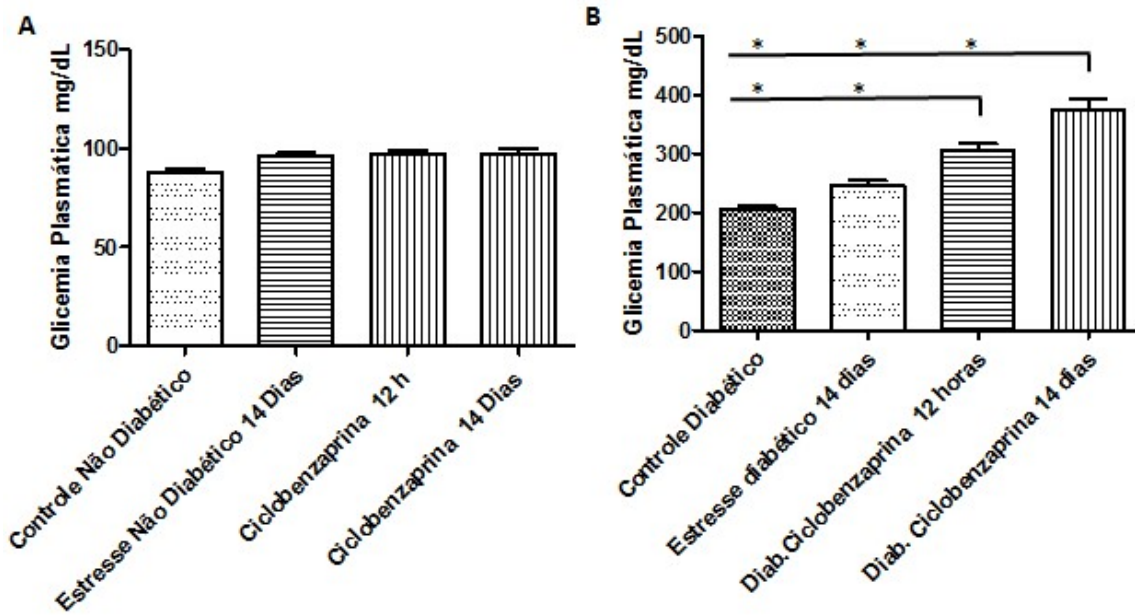 A
Glicemia Plasmática mg/dL
150
100
50
0
Controle Não Diabético
Estresse Não Diabético 14 Dias
Ciclobenzaprina 12 h
Ciclobenzaprina 14 Dias
B
Glicemia Plasmática mg/dL
500
400
300
200
100
0
* * *
* *
Controle Diabético
Estresse diabético 14 dias
Diab.Ciclobenzaprina 12 horas
Diab. Ciclobenzaprina 14 dias